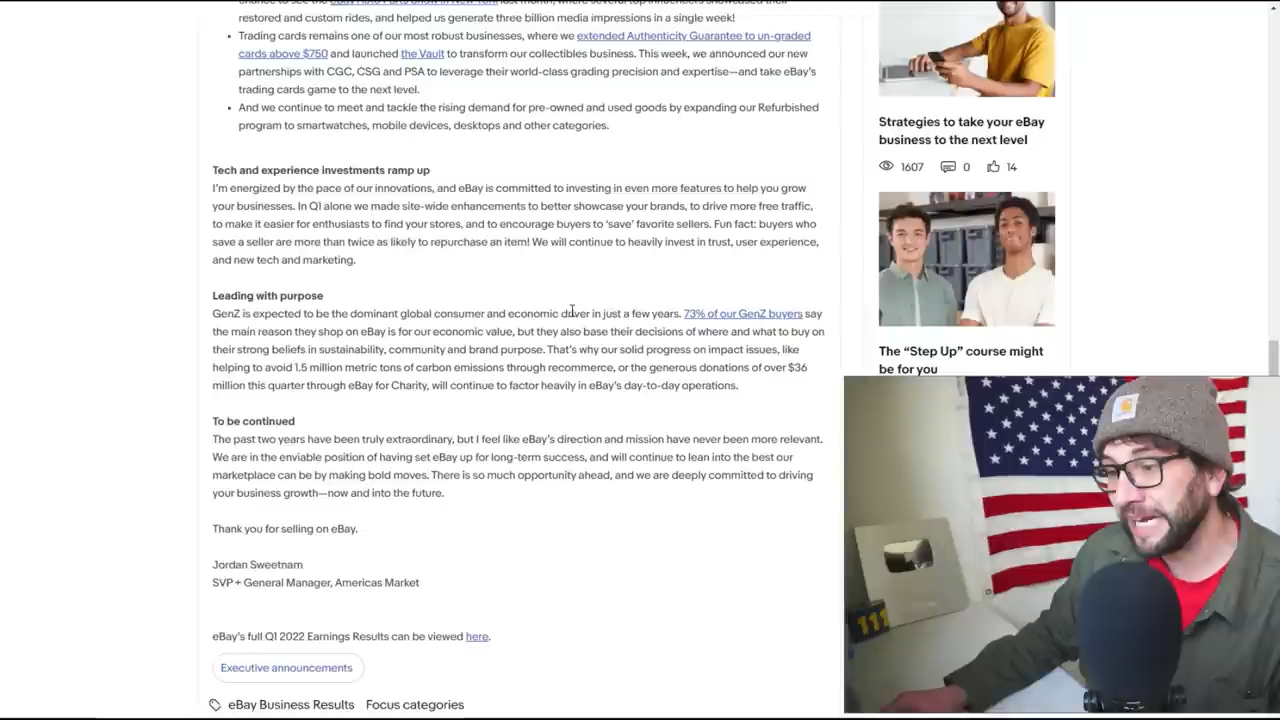 chance to see the eBay Auto Parts Show in New York last month, where several top influencers showcased their
restored and custom rides, and helped us generate three billion media impressions in a single week!
• Trading cards remains one of our most robust businesses, where we extended Authenticity Guarantee to un-graded
cards above $750 and launched the Vault to transform our collectibles business. This week, we announced our new
partnerships with CGC, CSG and PSA to leverage their world-class grading precision and expertise—and take eBay's
trading cards game to the next level.
• And we continue to meet and tackle the rising demand for pre-owned and used goods by expanding our Refurbished
program to smartwatches, mobile devices, desktops and other categories.
Tech and experience investments ramp up
I'm energized by the pace of our innovations, and eBay is committed to investing in even more features to help you grow
your businesses. In Q1 alone we made site-wide enhancements to better showcase your brands, to drive more free traffic,
to make it easier for enthusiasts to find your stores, and to encourage buyers to 'save' favorite sellers. Fun fact: buyers who
save a seller are more than twice as likely to repurchase an item! We will continue to heavily invest in trust, user experience,
and new tech and marketing.
Leading with purpose
GenZ is expected to be the dominant global consumer and economic driver in just a few years. 73% of our GenZ buyers say
the main reason they shop on eBay is for our economic value, but they also base their decisions of where and what to buy on
their strong beliefs in sustainability, community and brand purpose. That's why our solid progress on impact issues, like
helping to avoid 1.5 million metric tons of carbon emissions through recommerce, or the generous donations of over $36
million this quarter through eBay for Charity, will continue to factor heavily in eBay's day-to-day operations.
To be continued
The past two years have been truly extraordinary, but I feel like eBay's direction and mission have never been more relevant.
We are in the enviable position of having set eBay up for long-term success, and will continue to lean into the best our
marketplace can be by making bold moves. There is so much opportunity ahead, and we are deeply committed to driving
your business growth—now and into the future.
Thank you for selling on eBay.
Jordan Sweetnam
SVP + General Manager, Americas Market
eBay's full Q1 2022 Earnings Results can be viewed here.
Executive announcements
eBay Business Results Focus categories
Strategies to take your eBay
business to the next level
1607 0 14
The “Step Up” course might
be for you
111